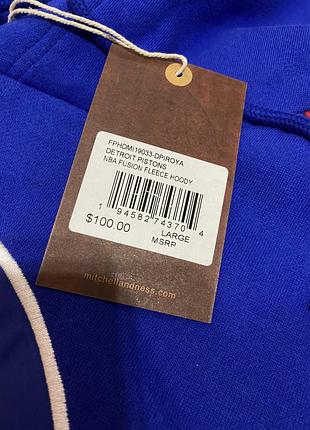 FPHDMI19033-DPIROYA
DETROIT PISTONS
NBA FUSION FLEECE HOODY
1 94582 74370 4
$100.00
LARGE
MSRP
mitchellandness.com